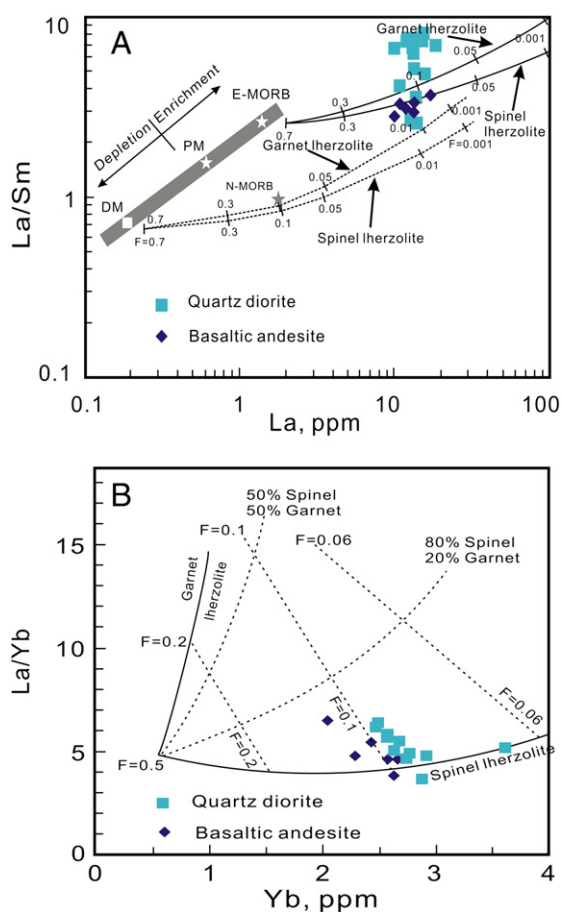 A
10
1
0.1
La/Sm
Garnet lherzolite
0.001
0.05
0.1
0.05
0.3
0.3
0.7
0.01
0.001
Spinel
lherzolite
E-MORB
Depletion
Enrichment
PM
Garnet lherzolite
F=0.001
0.01
N-MORB
0.05
DM
0.7
0.3
0.05
F=0.7
0.3
0.1
Spinel lherzolite
Quartz diorite
Basaltic andesite
0.1
1
10
100
La, ppm
B
15
10
5
0
La/Yb
50% Spinel
50% Garnet
F=0.1
F=0.06
80% Spinel
20% Garnet
Garnet
lherzolite
F=0.2
F=0.5
F=0.2
F=0.1
F=0.06
Spinel lherzolite
Quartz diorite
Basaltic andesite
0
1
2
3
4
Yb, ppm